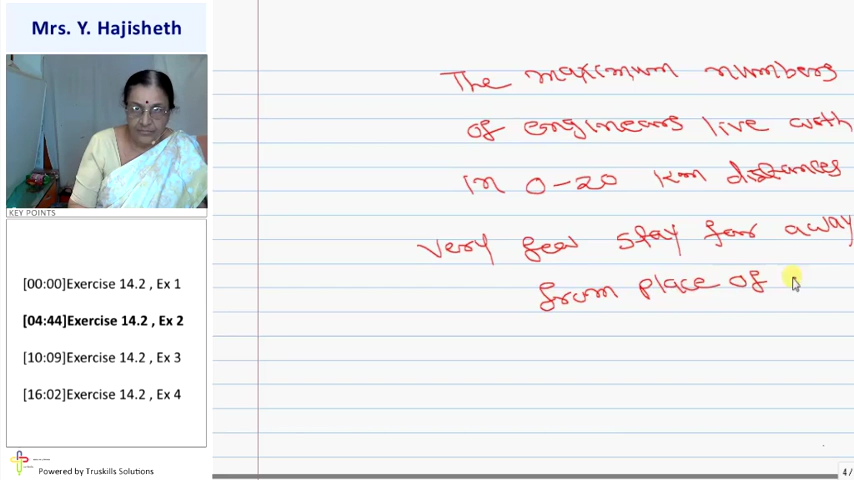 Mrs. Y. Hajisheth
KEY POINTS
[00:00]Exercise 14.2 , Ex 1
[04:44]Exercise 14.2 , Ex 2
[10:09]Exercise 14.2 , Ex 3
[16:02]Exercise 14.2 , Ex 4
Powered by Truskills Solutions
The maximum numbers
of engineers live with
in 0-20 km distances
Very few stay far away
from place of
4/